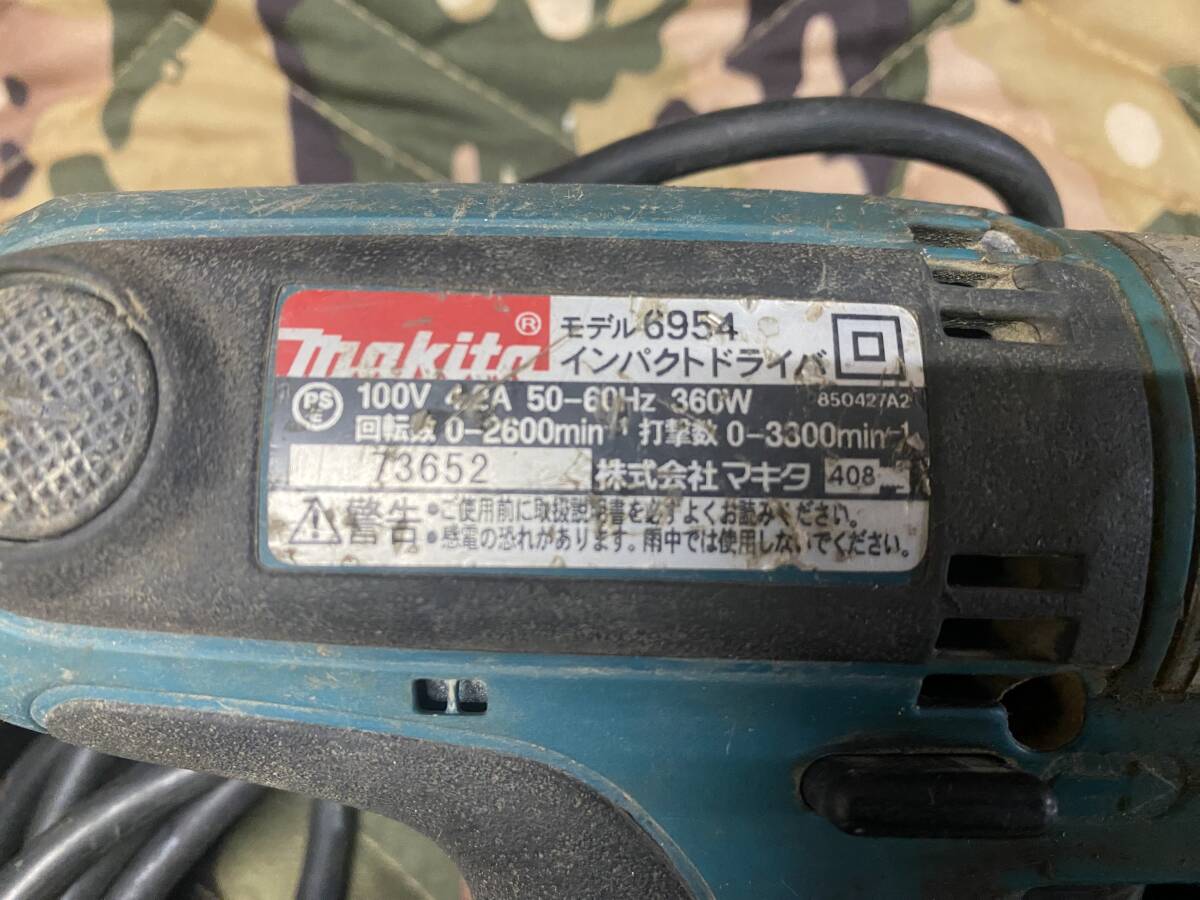 makita® モデル 6954
インパクトドライバ
850427A2
PS E 100V 4.2A 50-60Hz 360W
回転数 0-2600min⁻¹ 打撃数 0-3300min⁻¹
73652 株式会社 マキタ 408
警告 •ご使用前に取扱説明書を必ずよくお読みください。
•感電の恐れがあります。雨中では使用しないでください。